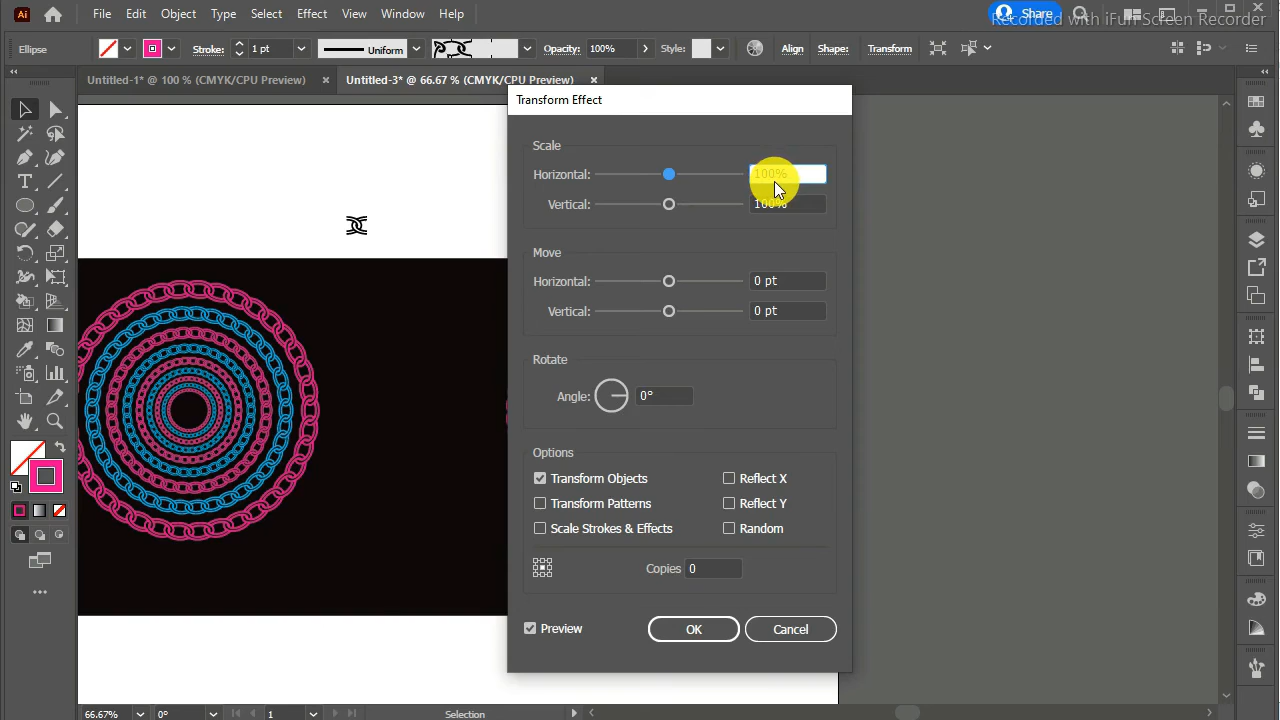 Ai File Edit Object Type Select Effect View Window Help Share
Recorded with iFun Screen Recorder
Ellipse Stroke: 1 pt Uniform Opacity: 100% Style: Align Shape: Transform
Untitled-1* @ 100 % (CMYK/CPU Preview) × Untitled-3* @ 66.67 % (CMYK/CPU Preview) ×
Transform Effect
Scale
Horizontal: 100%
Vertical: 100%
Move
Horizontal: 0 pt
Vertical: 0 pt
Rotate
Angle: 0°
Options
Transform Objects Reflect X
Transform Patterns Reflect Y
Scale Strokes & Effects Random
Copies 0
Preview OK Cancel
66.67% 0° 1 Selection